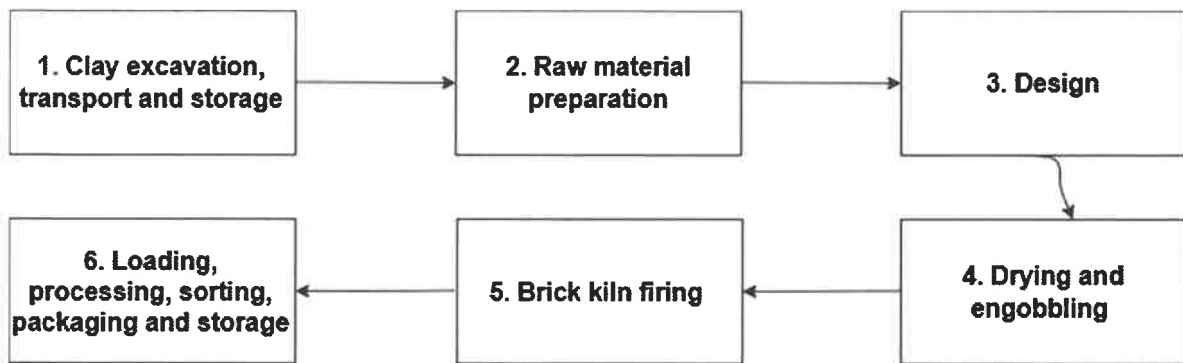 1. Clay excavation,
transport and storage
2. Raw material
preparation
3. Design
4. Drying and
engobbling
5. Brick kiln firing
6. Loading,
processing, sorting,
packaging and storage